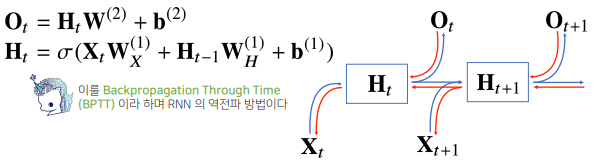 O_t = H_t W^(2) + b^(2)
H_t = σ(X_t W_X^(1) + H_{t−1} W_H^(1) + b^(1))
이를 Backpropagation Through Time
(BPTT) 이라 하며 RNN 의 역전파 방법이다
O_t O_{t+1}
H_t H_{t+1}
X_t X_{t+1}